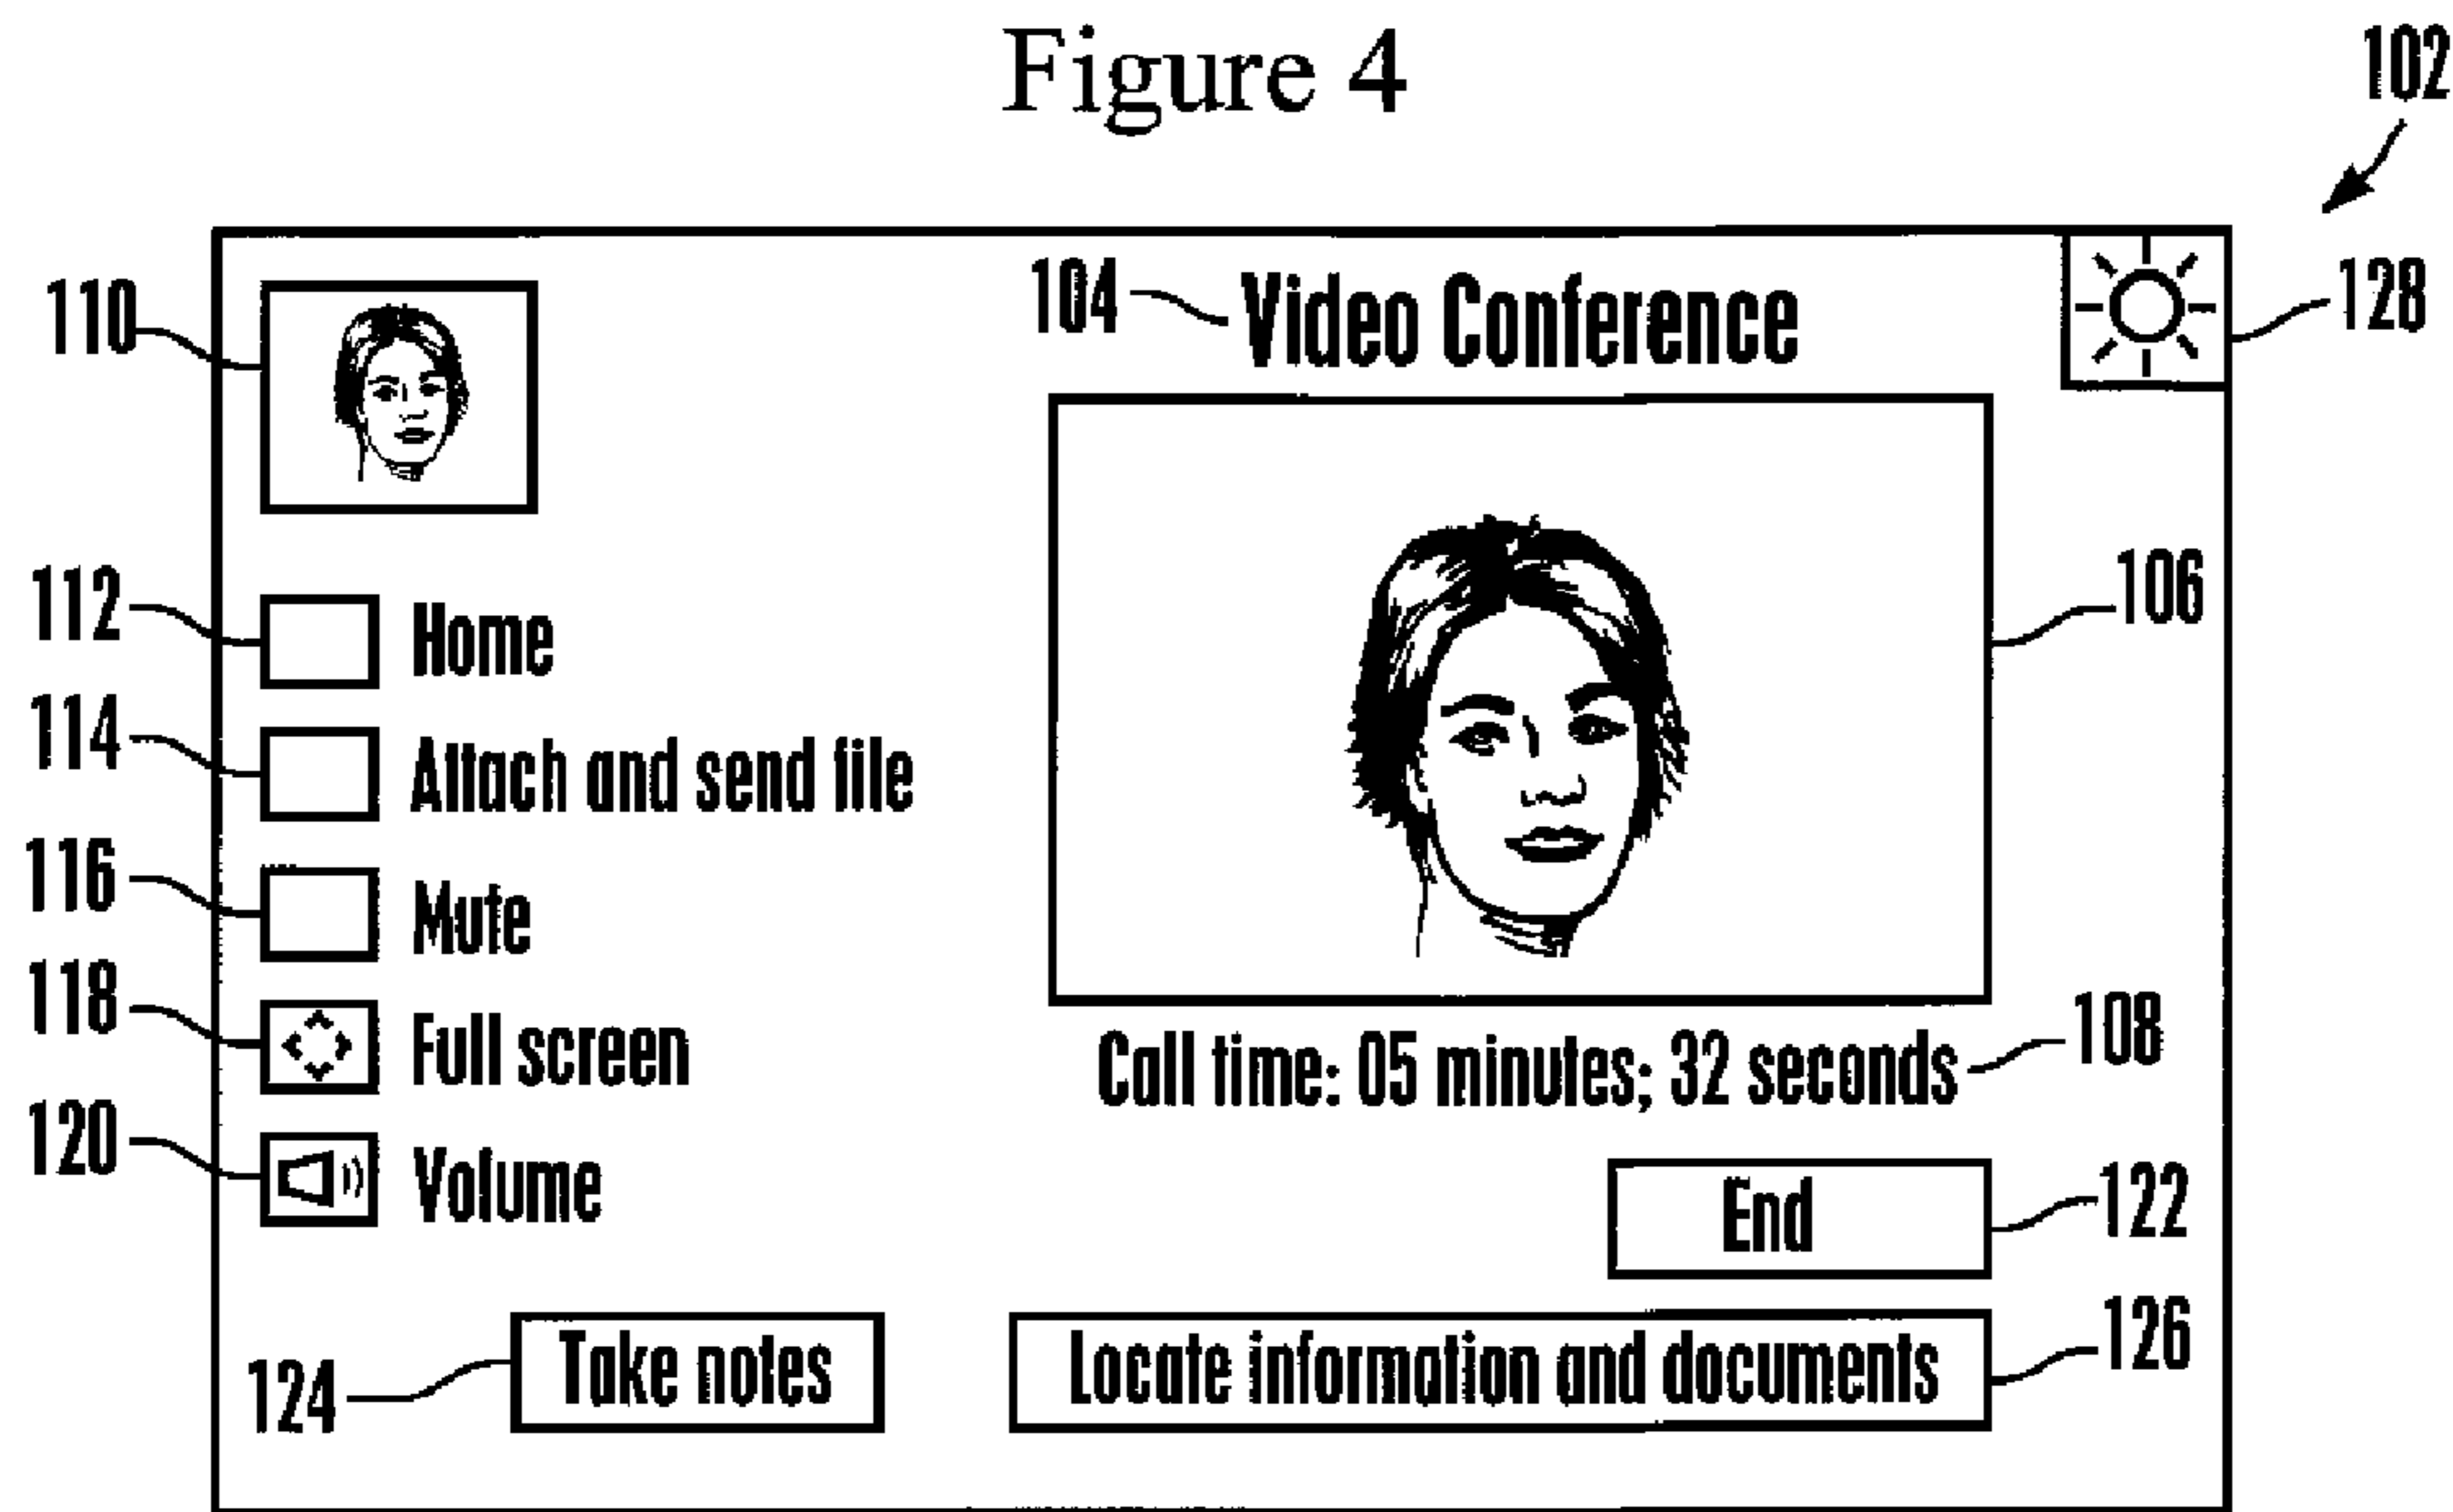 Figure 4
102
110
104 Video Conference
128
106
112 Home
114 Attach and send file
116 Mute
118 Full screen
108
Call time: 05 minutes; 32 seconds
120 Volume
End 122
124 Take notes
Locate information and documents 126